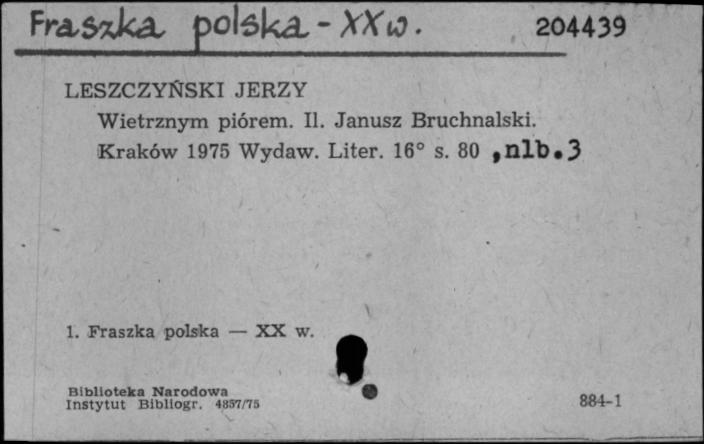 Fraszka polska - XX w. 204439
LESZCZYŃSKI JERZY
Wietrznym piórem. Il. Janusz Bruchnalski.
Kraków 1975 Wydaw. Liter. 16° s. 80 ,nlb.3
1. Fraszka polska — XX w.
Biblioteka Narodowa
Instytut Bibliogr. 4857/75
884-1